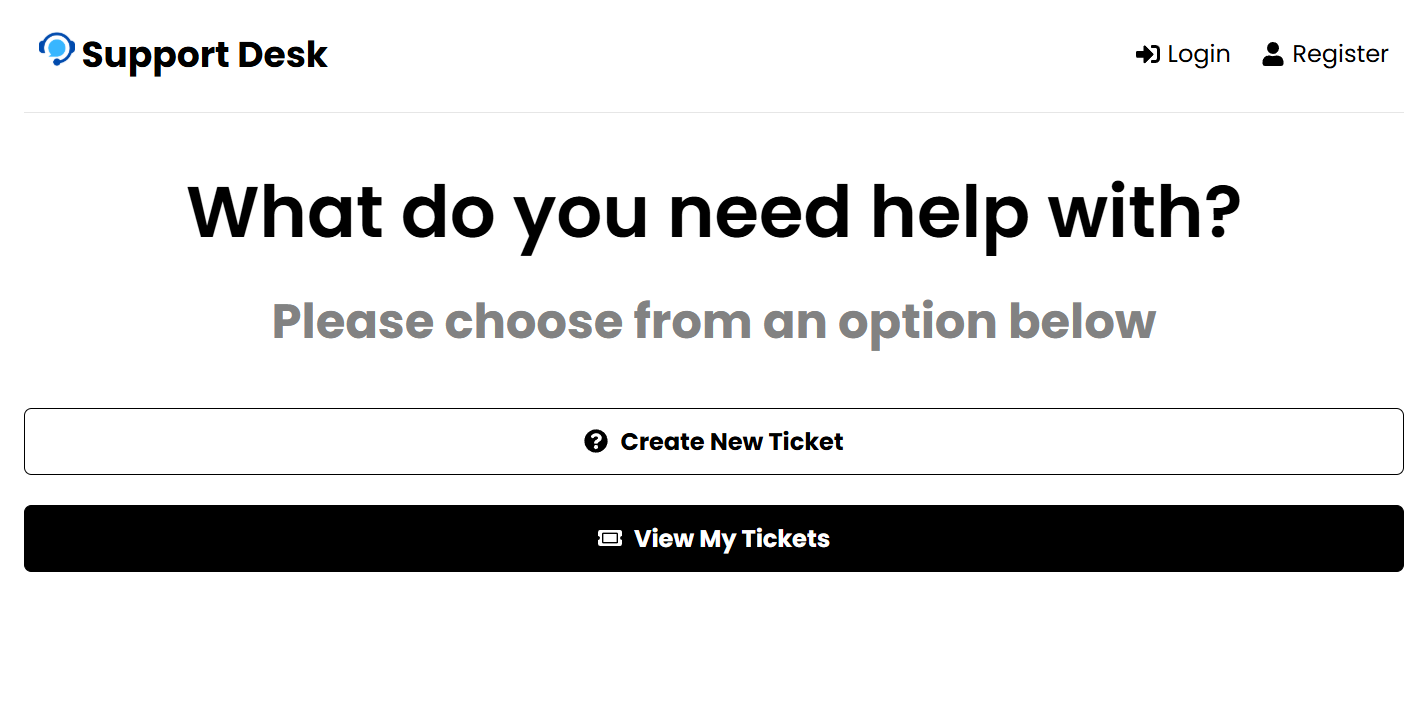 Support Desk
Login
Register
What do you need help with?
Please choose from an option below
Create New Ticket
View My Tickets